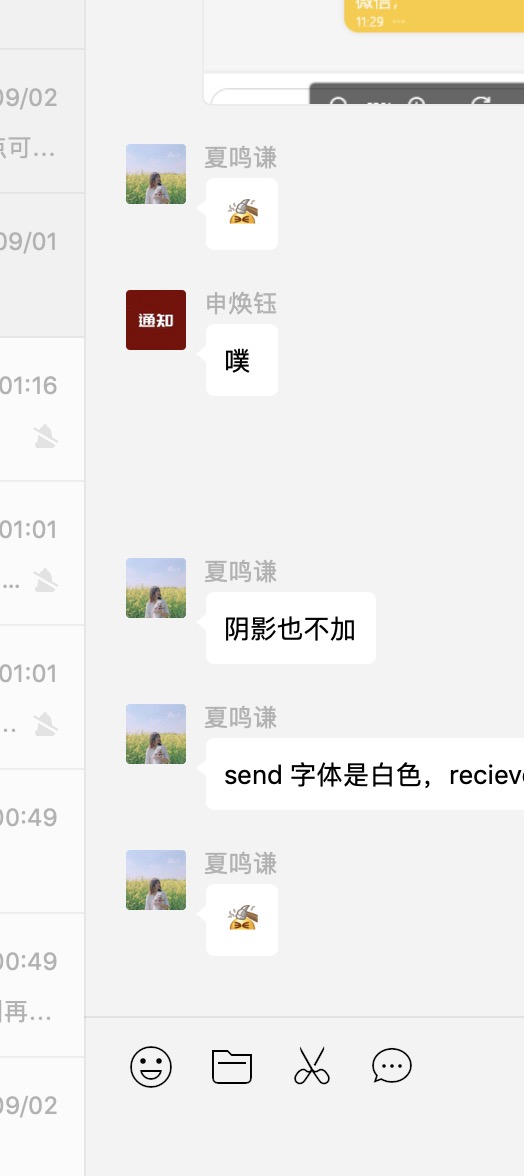 微信，
11:29
09/02
点可...
夏鸣谦
09/01
申焕钰
通知
噗
01:16
01:01
...
夏鸣谦
阴影也不加
01:01
..
夏鸣谦
send 字体是白色，recieve
00:49
夏鸣谦
00:49
再...
09/02